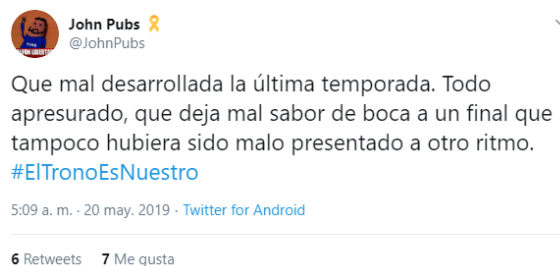 John Pubs
@JohnPubs
Que mal desarrollada la última temporada. Todo
apresurado, que deja mal sabor de boca a un final que
tampoco hubiera sido malo presentado a otro ritmo.
#ElTronoEsNuestro
5:09 a. m. · 20 may. 2019 · Twitter for Android
6 Retweets 7 Me gusta